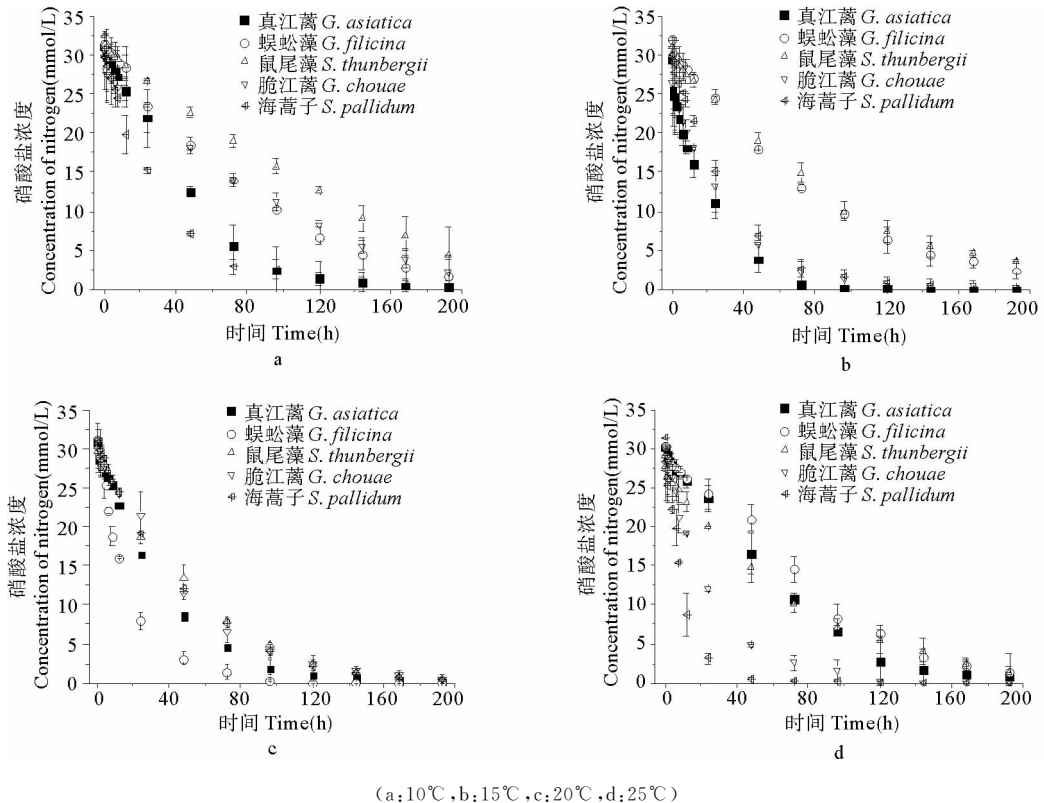 35
30
25
20
15
10
5
0
硝酸盐浓度
Concentration of nitrogen(mmol/L)
真江蓠 G. asiatica
蜈蚣藻 G. filicina
鼠尾藻 S. thunbergii
脆江蓠 G. chouae
海蒿子 S. pallidum
0 40 80 120 160 200
时间 Time(h)
a
35
30
25
20
15
10
5
0
硝酸盐浓度
Concentration of nitrogen(mmol/L)
真江蓠 G. asiatica
蜈蚣藻 G. filicina
鼠尾藻 S. thunbergii
脆江蓠 G. chouae
海蒿子 S. pallidum
0 40 80 120 160 200
时间 Time(h)
b
35
30
25
20
15
10
5
0
硝酸盐浓度
Concentration of nitrogen(mmol/L)
真江蓠 G. asiatica
蜈蚣藻 G. filicina
鼠尾藻 S. thunbergii
脆江蓠 G. chouae
海蒿子 S. pallidum
0 40 80 120 160 200
时间 Time(h)
c
35
30
25
20
15
10
5
0
硝酸盐浓度
Concentration of nitrogen(mmol/L)
真江蓠 G. asiatica
蜈蚣藻 G. filicina
鼠尾藻 S. thunbergii
脆江蓠 G. chouae
海蒿子 S. pallidum
0 40 80 120 160 200
时间 Time(h)
d
(a:10℃,b:15℃,c:20℃,d:25℃)